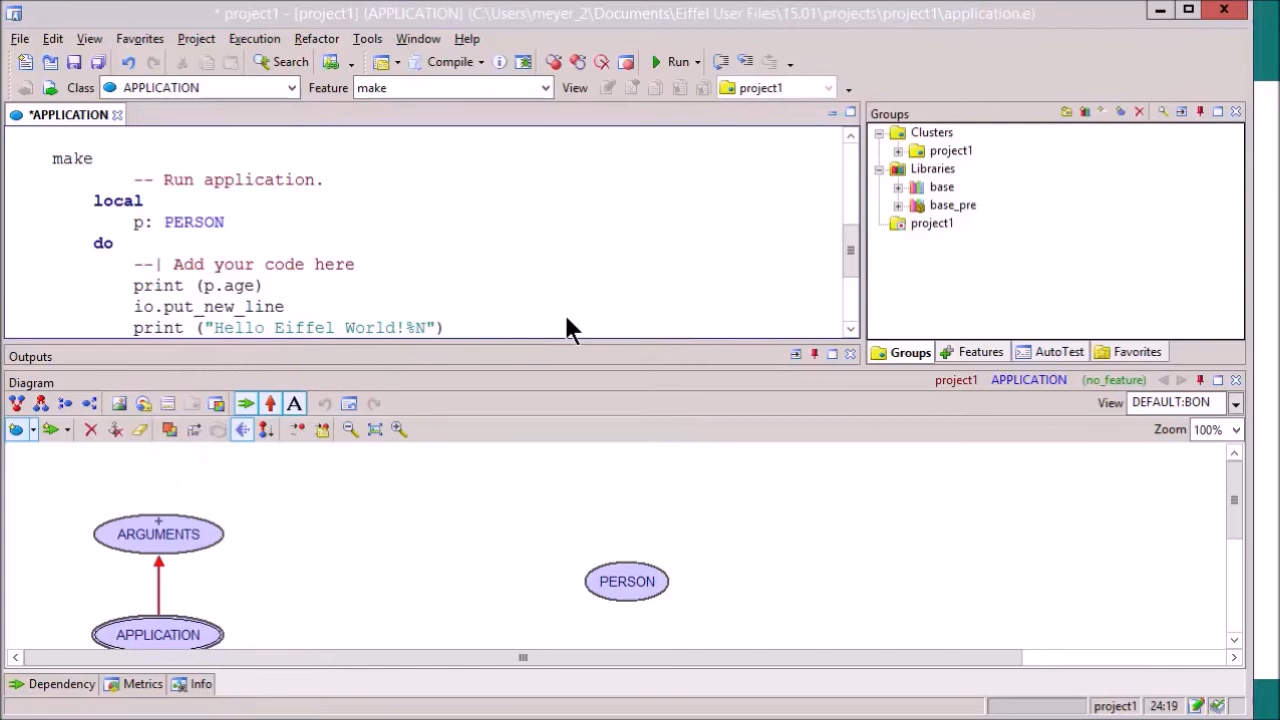 * project1 - [project1] (APPLICATION) (C:\Users\meyer_2\Documents\Eiffel User Files\15.01\projects\project1\application.e)
File Edit View Favorites Project Execution Refactor Tools Window Help
Search Compile Run
Class APPLICATION Feature make View project1
*APPLICATION
make
-- Run application.
local
p: PERSON
do
--| Add your code here
print (p.age)
io.put_new_line
print ("Hello Eiffel World!%N")
Groups
Clusters
project1
Libraries
base
base_pre
project1
Groups Features AutoTest Favorites
Outputs
Diagram project1 APPLICATION (no_feature)
View DEFAULT:BON
Zoom 100%
+
ARGUMENTS
PERSON
APPLICATION
Dependency Metrics Info
project1 24:19